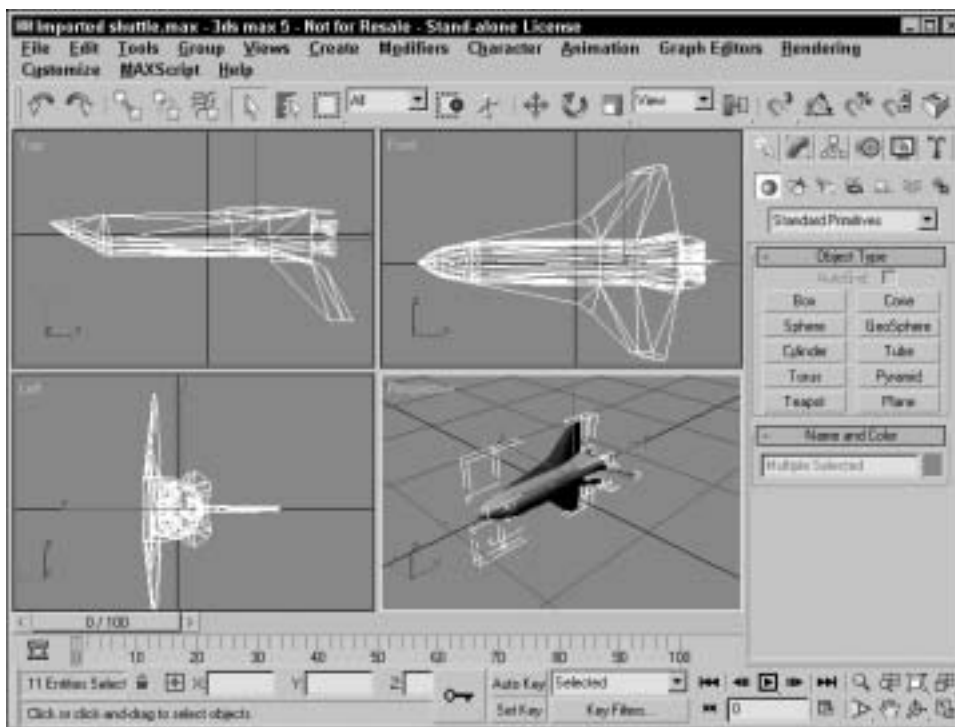 Imported shuttle.max - 3ds max 5 - Not for Resale - Stand-alone License
File Edit Tools Group Views Create Modifiers Character Animation Graph Editors Rendering
Customize MAXScript Help
All
View
Top
Front
Standard Primitives
- Object Type
AutoGrid
Box Cone
Sphere GeoSphere
Cylinder Tube
Torus Pyramid
Teapot Plane
Left
- Name and Color
Multiple Selected
< 0 / 100 >
0 10 20 30 40 50 60 70 80 90 100
11 Entities Select X: Y: Z: Auto Key Selected
Click or click-and-drag to select objects Set Key Key Filters... 0